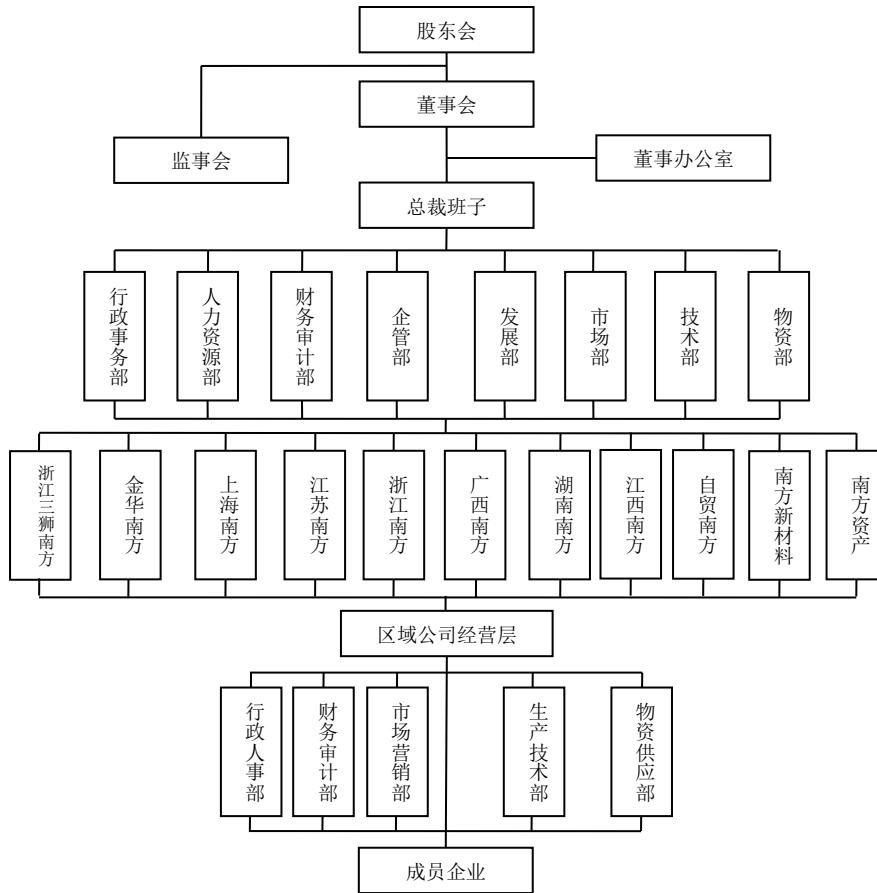 股东会
董事会
监事会
董事办公室
总裁班子
行政事务部
人力资源部
财务审计部
企管部
发展部
市场部
技术部
物资部
浙江三狮南方
金华南方
上海南方
江苏南方
浙江南方
广西南方
湖南南方
江西南方
自贸南方
南方新材料
南方资产
区域公司经营层
行政人事部
财务审计部
市场营销部
生产技术部
物资供应部
成员企业